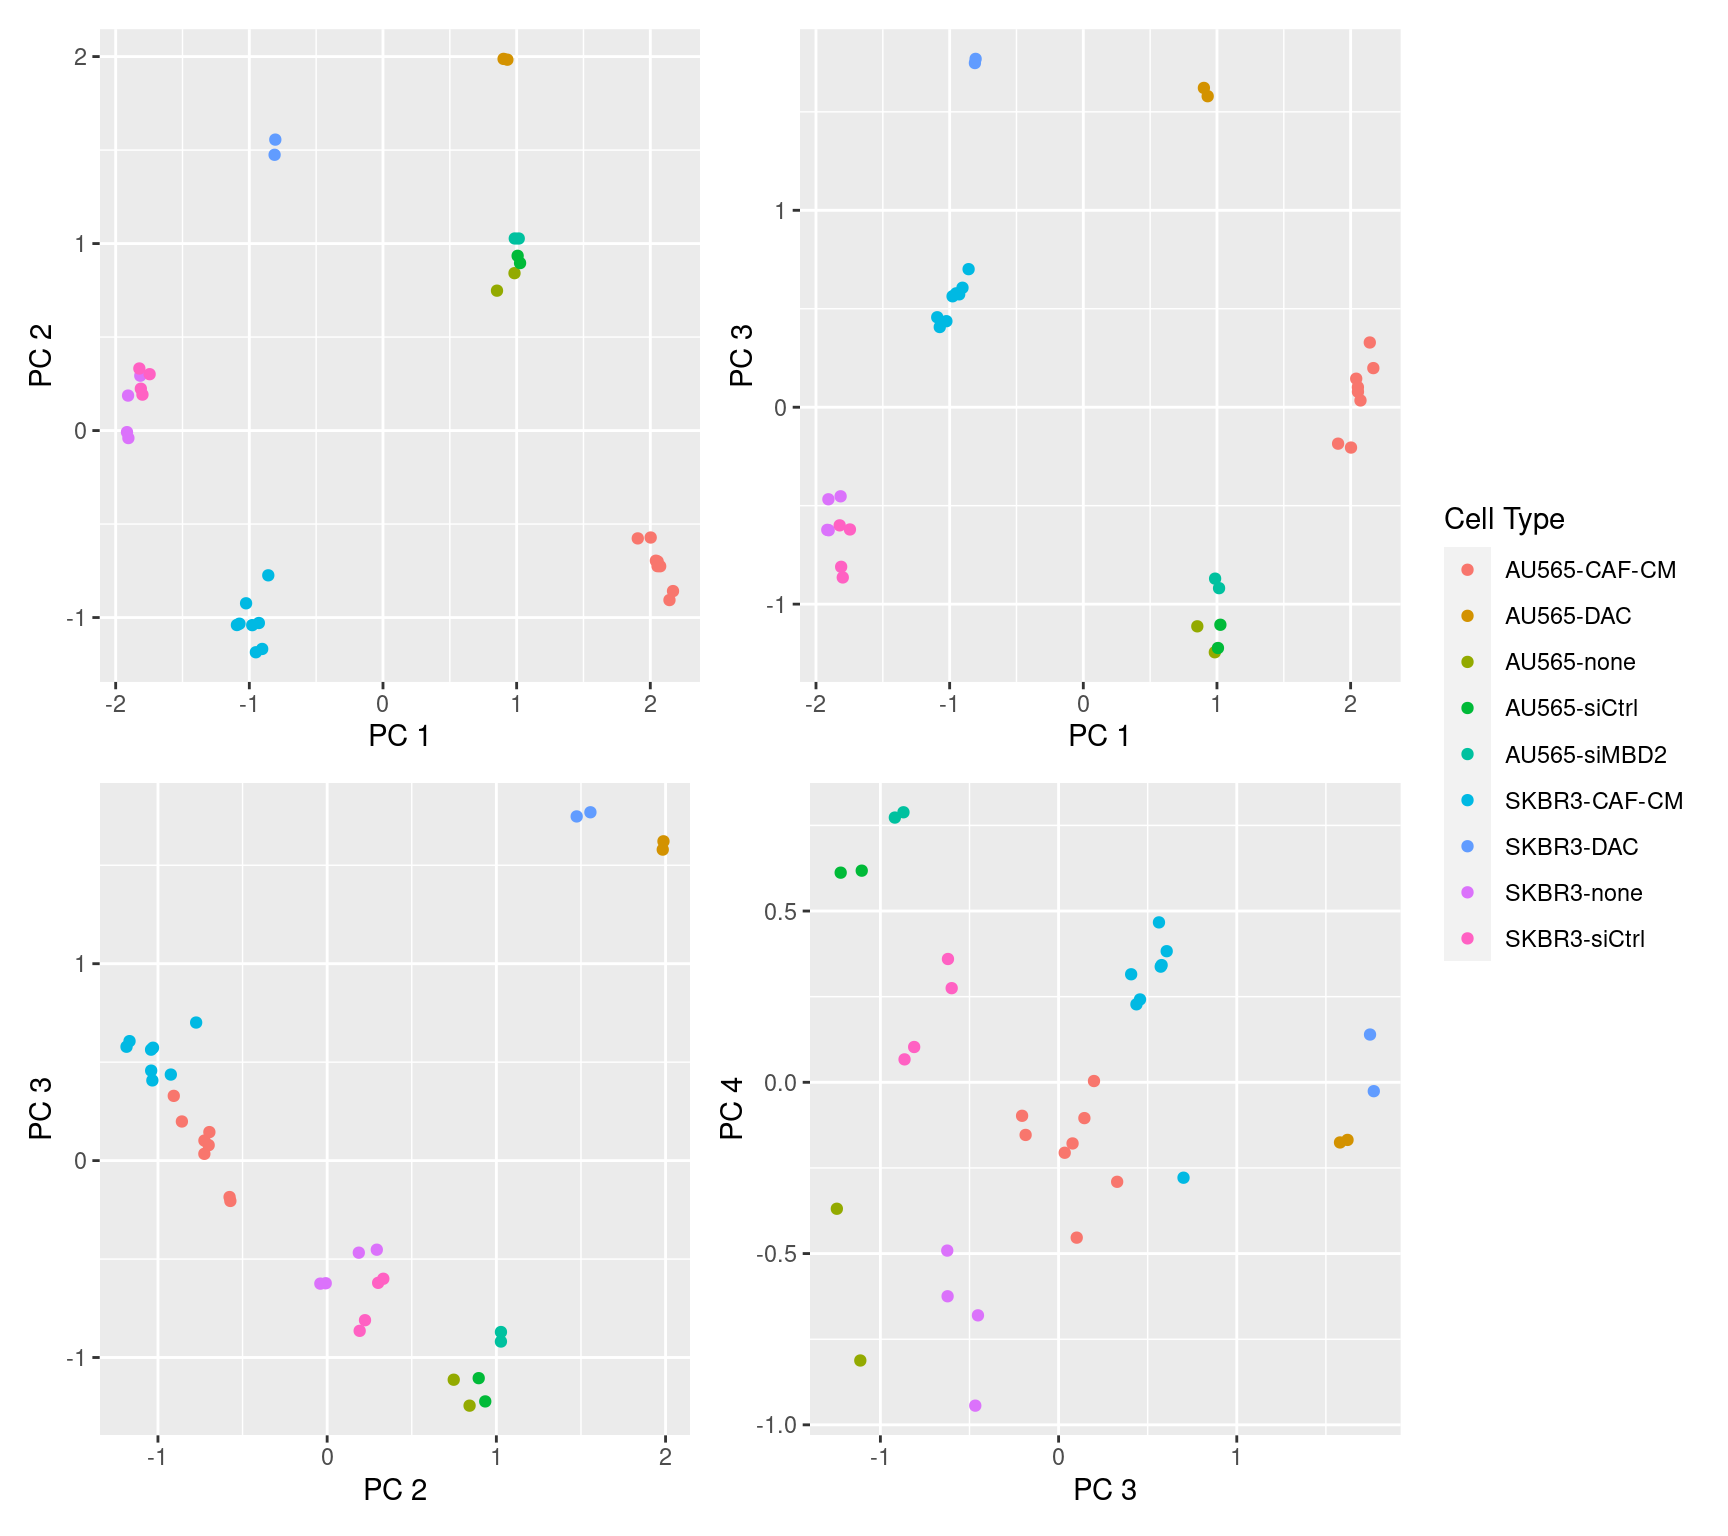 2
1
0
-1
-2
-1
0
1
2
PC 1
PC 2
1
0
-1
-2
-1
0
1
2
PC 1
PC 3
1
0
-1
-1
0
1
2
PC 2
PC 3
0.5
0.0
-0.5
-1.0
-1
0
1
PC 3
PC 4
Cell Type
AU565-CAF-CM
AU565-DAC
AU565-none
AU565-siCtrl
AU565-siMBD2
SKBR3-CAF-CM
SKBR3-DAC
SKBR3-none
SKBR3-siCtrl